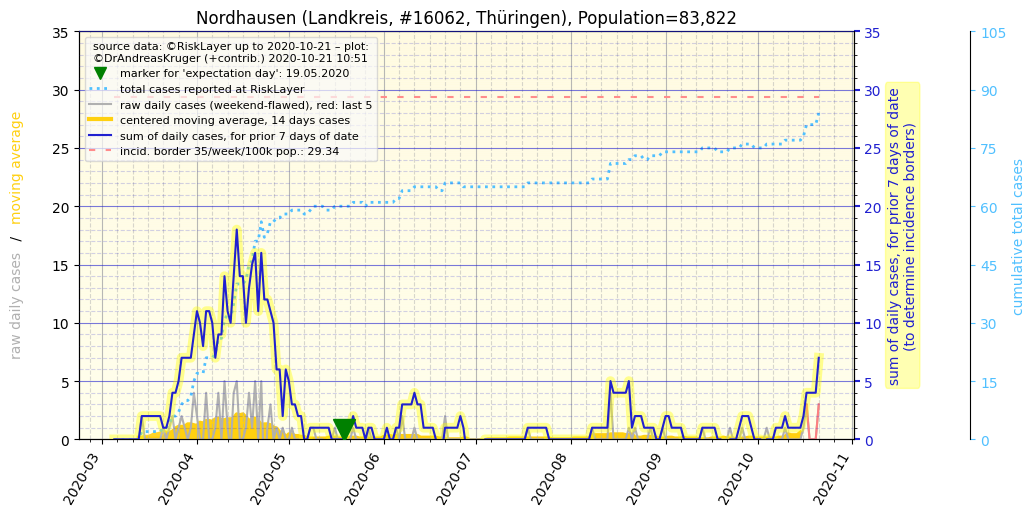 Nordhausen (Landkreis, #16062, Thüringen), Population=83,822
source data: ©RiskLayer up to 2020-10-21 – plot:
©DrAndreasKruger (+contrib.) 2020-10-21 10:51
marker for 'expectation day': 19.05.2020
total cases reported at RiskLayer
raw daily cases (weekend-flawed), red: last 5
centered moving average, 14 days cases
sum of daily cases, for prior 7 days of date
incid. border 35/week/100k pop.: 29.34
raw daily cases / moving average
35
30
25
20
15
10
5
0
35
30
25
20
15
10
5
0
sum of daily cases, for prior 7 days of date
(to determine incidence borders)
105
90
75
60
45
30
15
0
cumulative total cases
2020-03
2020-04
2020-05
2020-06
2020-07
2020-08
2020-09
2020-10
2020-11